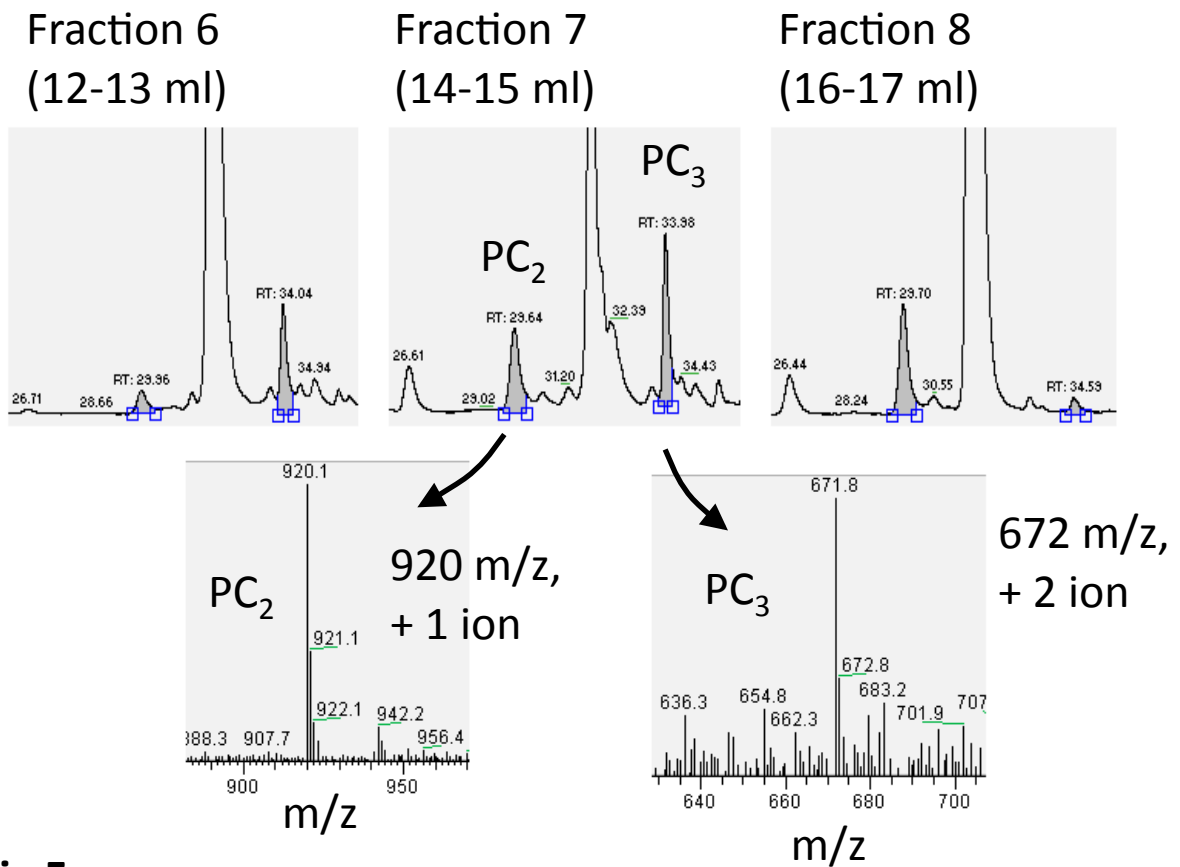 Fraction 6
(12-13 ml)
Fraction 7
(14-15 ml)
Fraction 8
(16-17 ml)
26.71
28.66
RT: 29.96
RT: 34.04
34.94
PC2
PC3
26.61
29.02
RT: 29.64
31.20
32.39
RT: 33.98
34.43
26.44
28.24
RT: 29.70
30.55
RT: 34.59
920.1
PC2
920 m/z,
+ 1 ion
921.1
922.1
942.2
907.7
956.4
900
950
m/z
671.8
PC3
672 m/z,
+ 2 ion
672.8
683.2
636.3
654.8
662.3
701.9
707
640
660
680
700
m/z